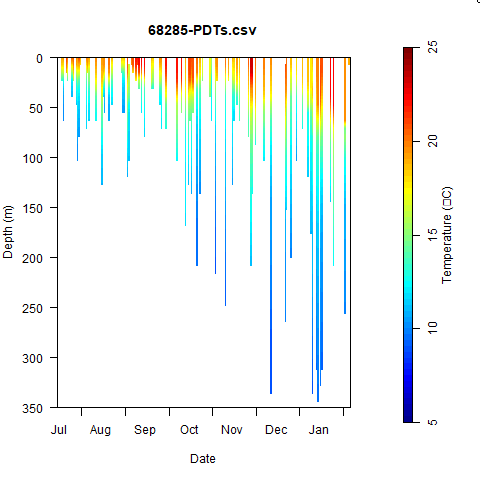 68285-PDTs.csv
0
50
100
150
200
250
300
350
Depth (m)
Jul Aug Sep Oct Nov Dec Jan
Date
5
10
15
20
25
Temperature (□C)